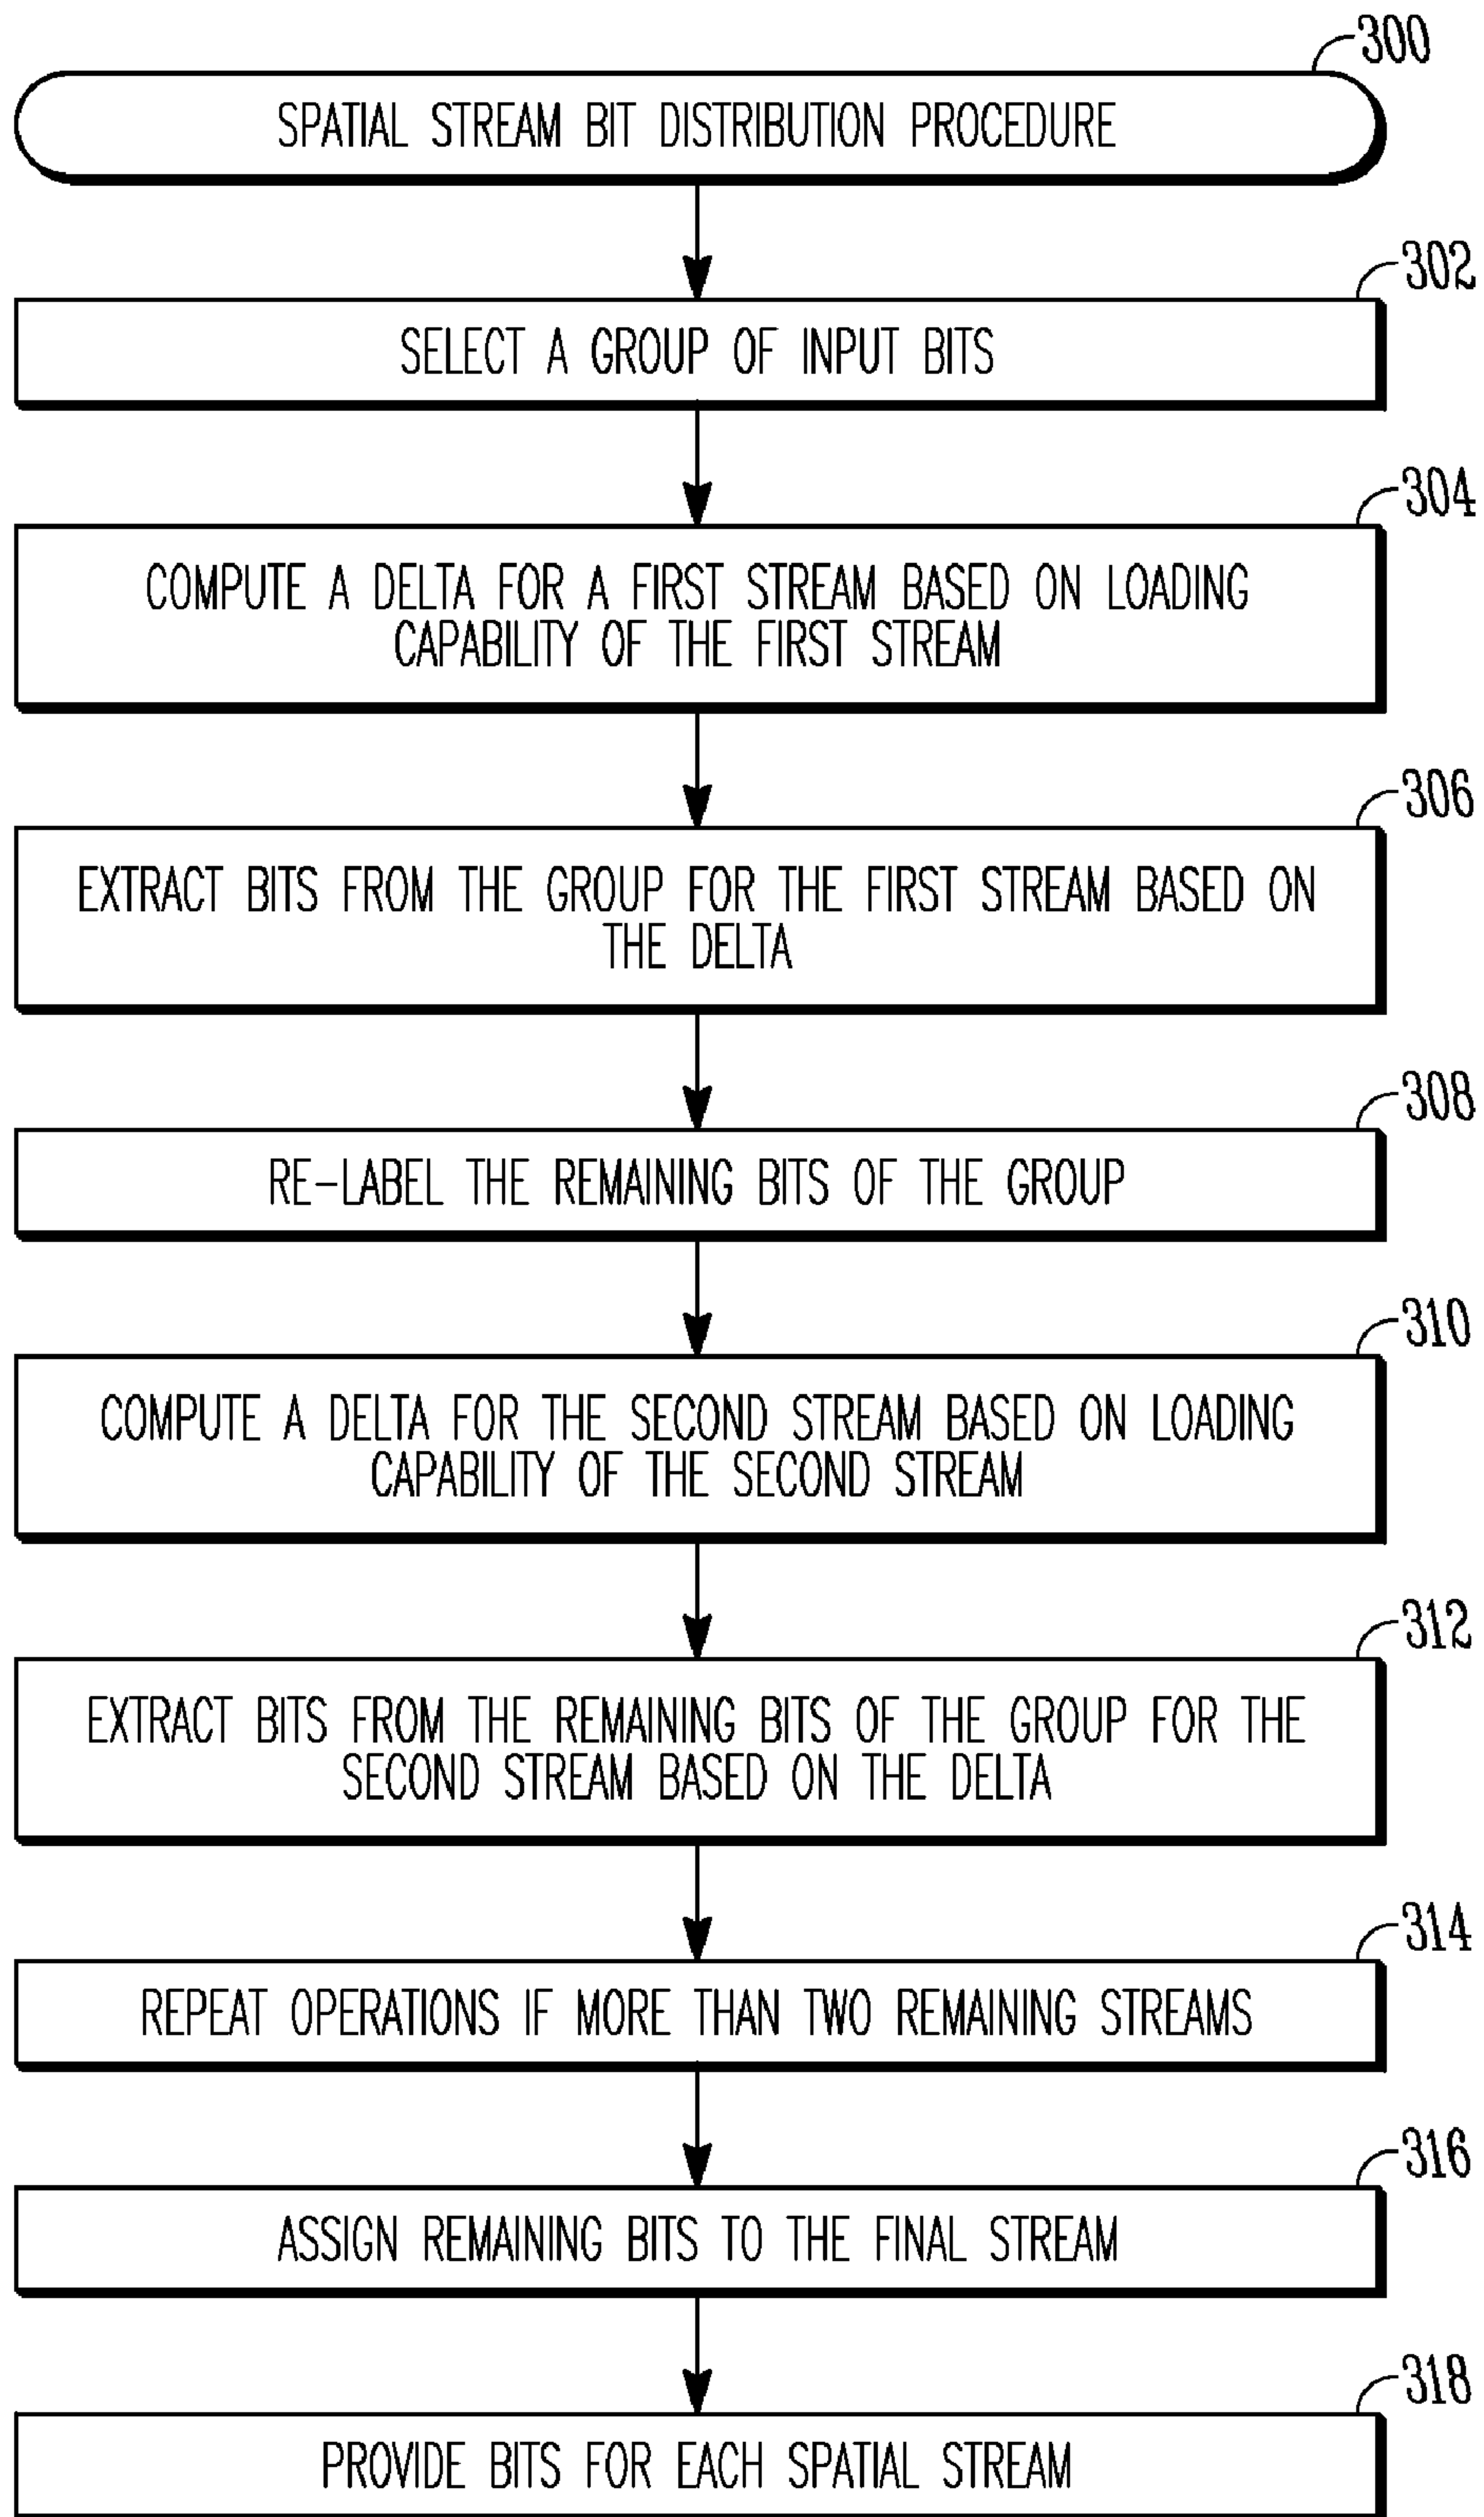 300
SPATIAL STREAM BIT DISTRIBUTION PROCEDURE
302
SELECT A GROUP OF INPUT BITS
304
COMPUTE A DELTA FOR A FIRST STREAM BASED ON LOADING
CAPABILITY OF THE FIRST STREAM
306
EXTRACT BITS FROM THE GROUP FOR THE FIRST STREAM BASED ON
THE DELTA
308
RE-LABEL THE REMAINING BITS OF THE GROUP
310
COMPUTE A DELTA FOR THE SECOND STREAM BASED ON LOADING
CAPABILITY OF THE SECOND STREAM
312
EXTRACT BITS FROM THE REMAINING BITS OF THE GROUP FOR THE
SECOND STREAM BASED ON THE DELTA
314
REPEAT OPERATIONS IF MORE THAN TWO REMAINING STREAMS
316
ASSIGN REMAINING BITS TO THE FINAL STREAM
318
PROVIDE BITS FOR EACH SPATIAL STREAM